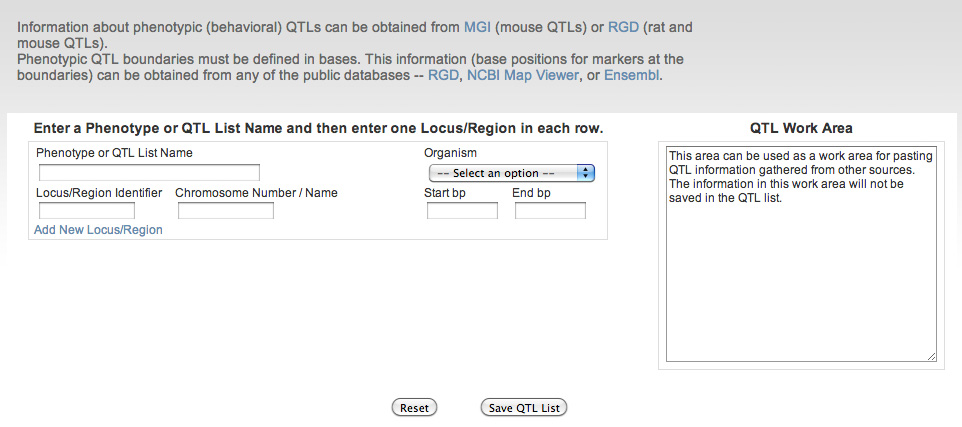 Information about phenotypic (behavioral) QTLs can be obtained from MGI (mouse QTLs) or RGD (rat and
mouse QTLs).
Phenotypic QTL boundaries must be defined in bases. This information (base positions for markers at the
boundaries) can be obtained from any of the public databases -- RGD, NCBI Map Viewer, or Ensembl.
Enter a Phenotype or QTL List Name and then enter one Locus/Region in each row.
Phenotype or QTL List Name
Organism
-- Select an option --
Locus/Region Identifier
Chromosome Number / Name
Start bp
End bp
Add New Locus/Region
QTL Work Area
This area can be used as a work area for pasting
QTL information gathered from other sources.
The information in this work area will not be
saved in the QTL list.
Reset
Save QTL List